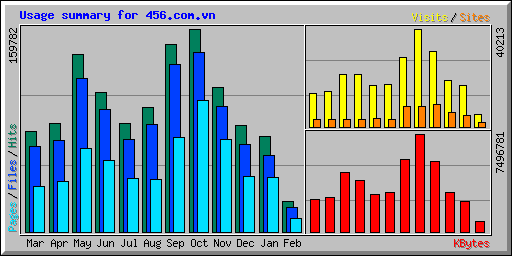 Usage summary for 456.com.vn
Visits/Sites
159782
40213
7496781
Pages/Files/Hits
Mar Apr May Jun Jul Aug Sep Oct Nov Dec Jan Feb
KBytes